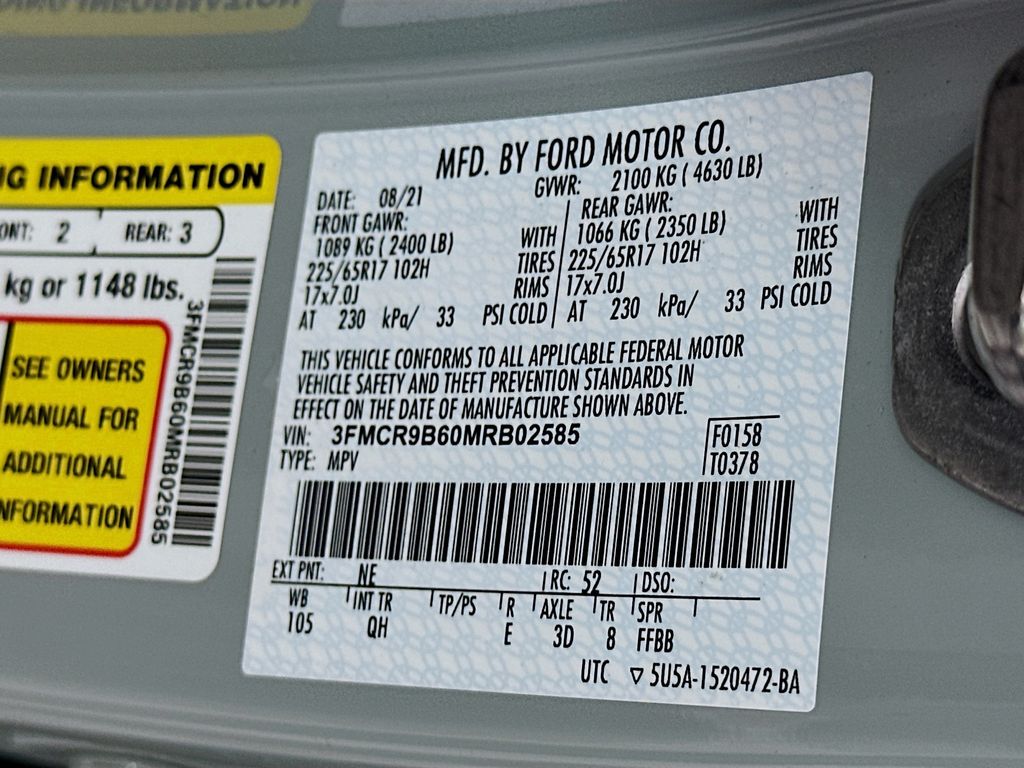 NG INFORMATION
ONT: 2 REAR: 3
kg or 1148 lbs.
3FMCR9B60MRB02585
SEE OWNERS
MANUAL FOR
ADDITIONAL
NFORMATION
MFD. BY FORD MOTOR CO.
DATE: 08/21 GVWR: 2100 KG ( 4630 LB)
FRONT GAWR: REAR GAWR:
1089 KG ( 2400 LB) WITH 1066 KG ( 2350 LB) WITH
225/65R17 102H TIRES 225/65R17 102H TIRES
17x7.0J RIMS 17x7.0J RIMS
AT 230 kPa/ 33 PSI COLD AT 230 kPa/ 33 PSI COLD
THIS VEHICLE CONFORMS TO ALL APPLICABLE FEDERAL MOTOR
VEHICLE SAFETY AND THEFT PREVENTION STANDARDS IN
EFFECT ON THE DATE OF MANUFACTURE SHOWN ABOVE.
VIN: 3FMCR9B60MRB02585 F0158
TYPE: MPV T0378
EXT PNT: NE RC: 52 DSO:
WB INT TR TP/PS R AXLE TR SPR
105 QH E 3D 8 FFBB
UTC ▽ 5U5A-1520472-BA